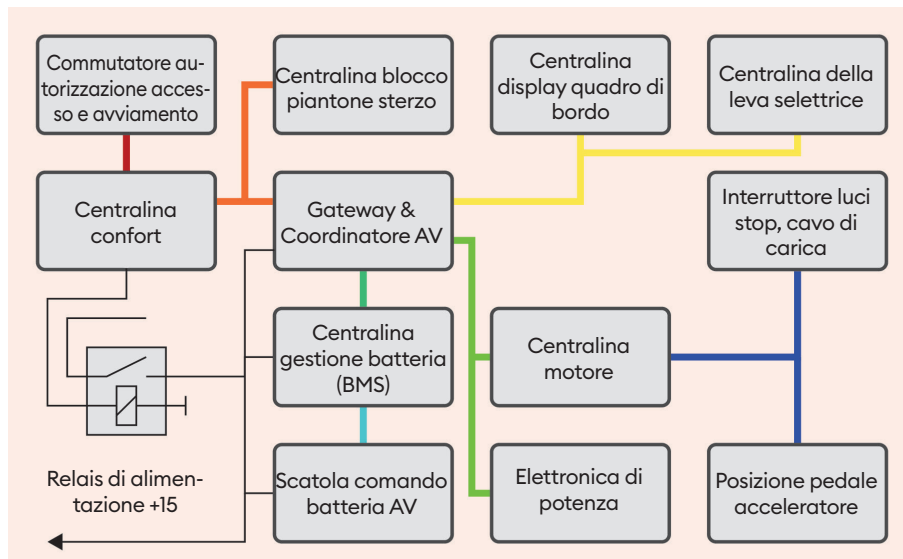 Commutatore au-
torizzazione acces-
so e avviamento
Centralina blocco
piantone sterzo
Centralina
display quadro di
bordo
Centralina della
leva selettrice
Centralina
confort
Gateway &
Coordinatore AV
Interruttore luci
stop, cavo di
carica
Centralina
gestione batteria
(BMS)
Centralina
motore
Relais di alimen-
tazione +15
Scatola comando
batteria AV
Elettronica di
potenza
Posizione pedale
acceleratore